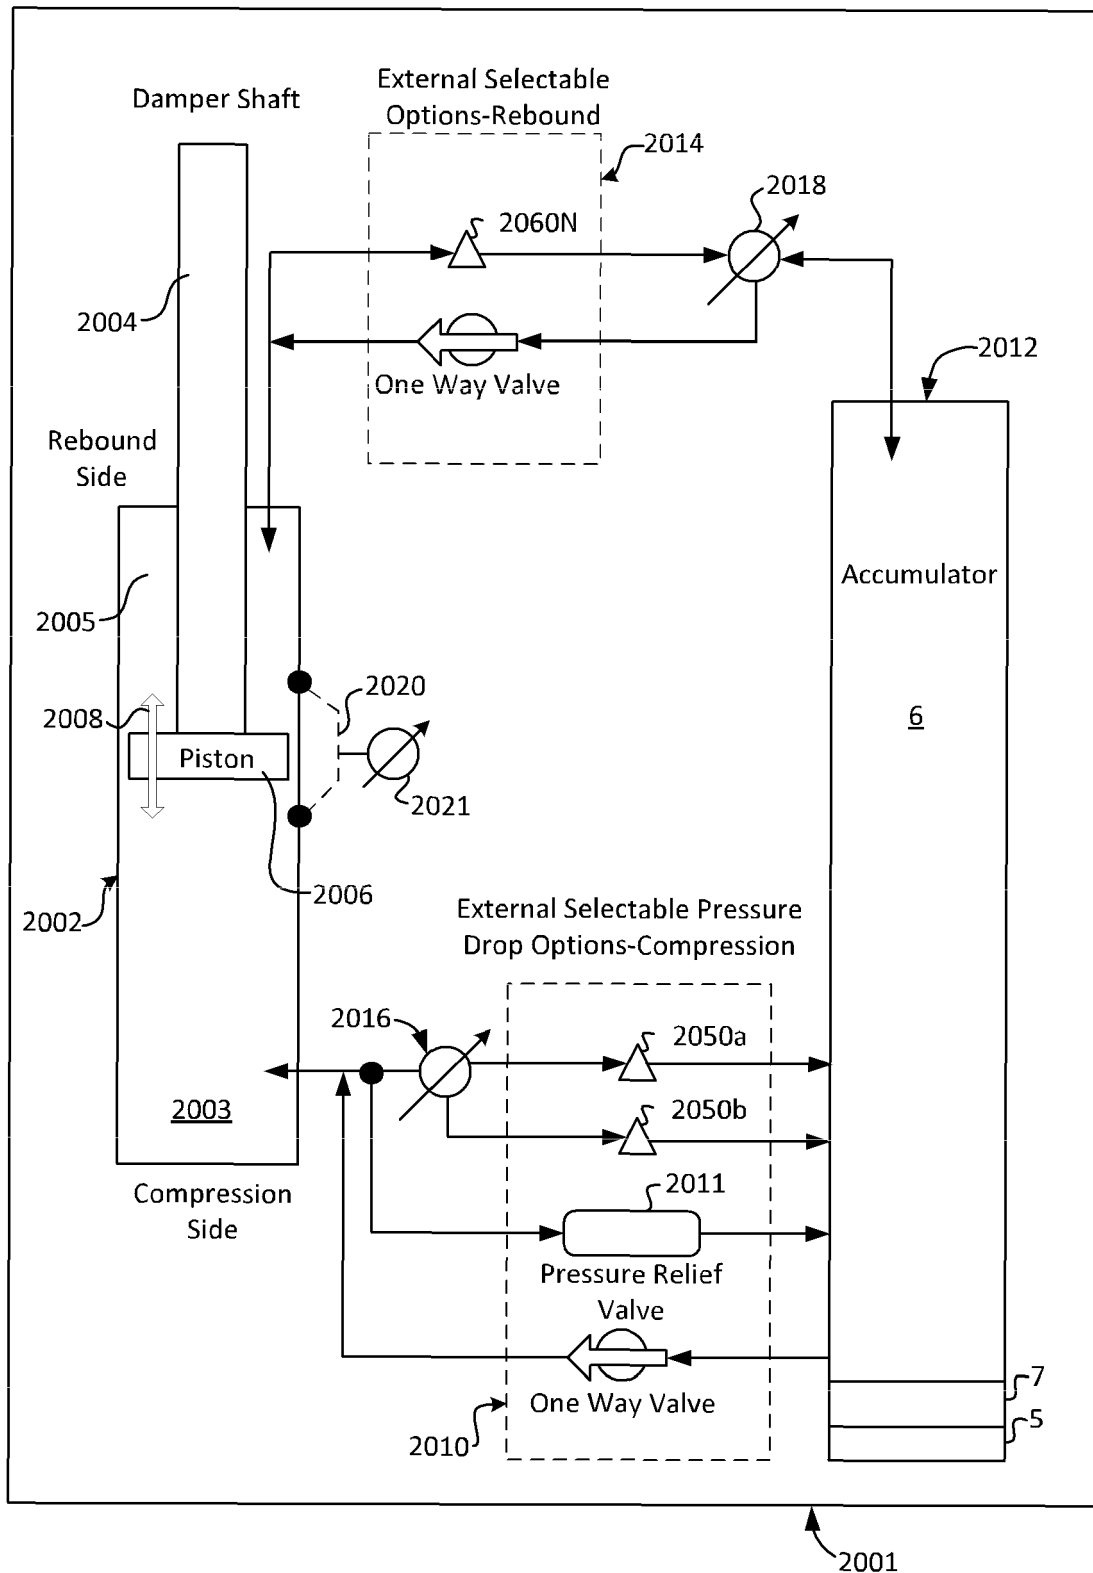 External Selectable
Options-Rebound
Damper Shaft
2014
2018
2060N
2004
2012
One Way Valve
Rebound
Side
Accumulator
2005
2020
2008
6
Piston
2021
2006
2002
External Selectable Pressure
Drop Options-Compression
2016
2050a
2003
2050b
2011
Compression
Side
Pressure Relief
Valve
7
One Way Valve
5
2010
2001